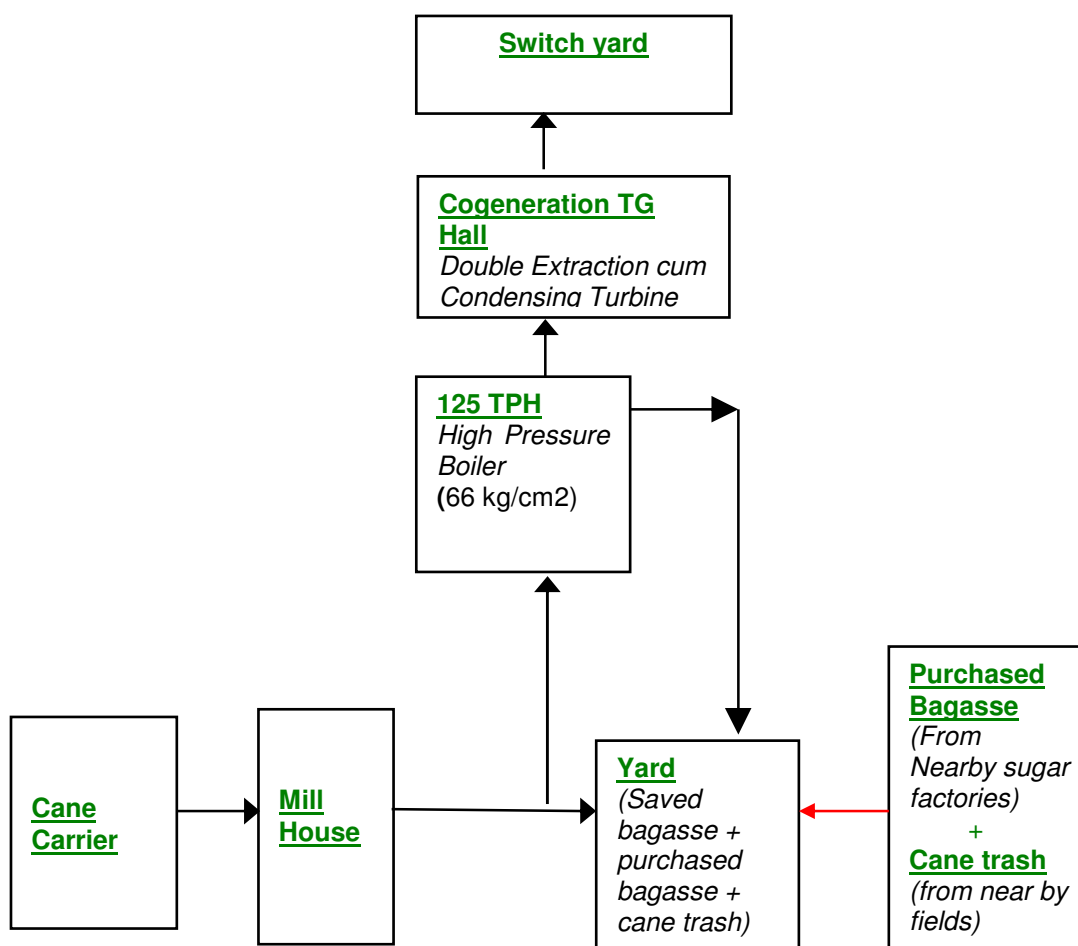 Switch yard
Cogeneration TG
Hall
Double Extraction cum
Condensing Turbine
125 TPH
High Pressure
Boiler
(66 kg/cm2)
Cane
Carrier
Mill
House
Yard
(Saved
bagasse +
purchased
bagasse +
cane trash)
Purchased
Bagasse
(From
Nearby sugar
factories)
+
Cane trash
(from near by
fields)